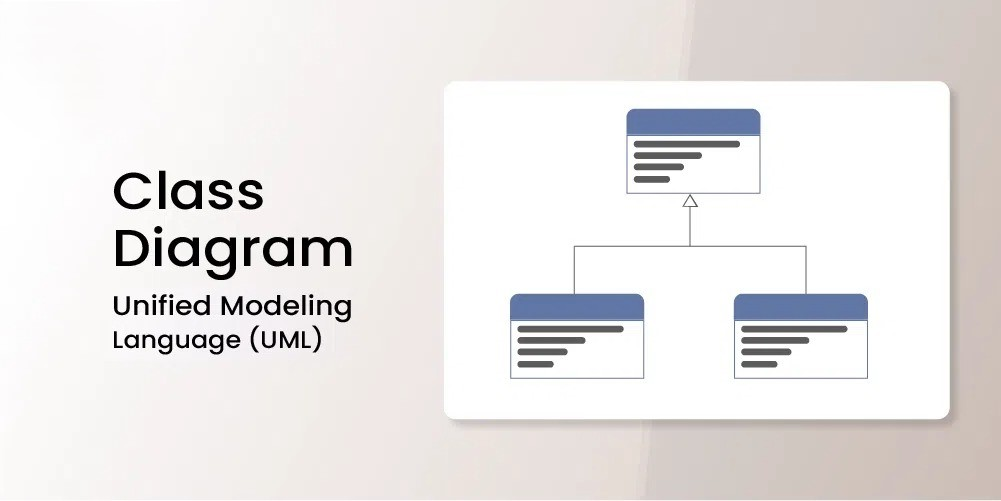 Class
Diagram
Unified Modeling
Language (UML)